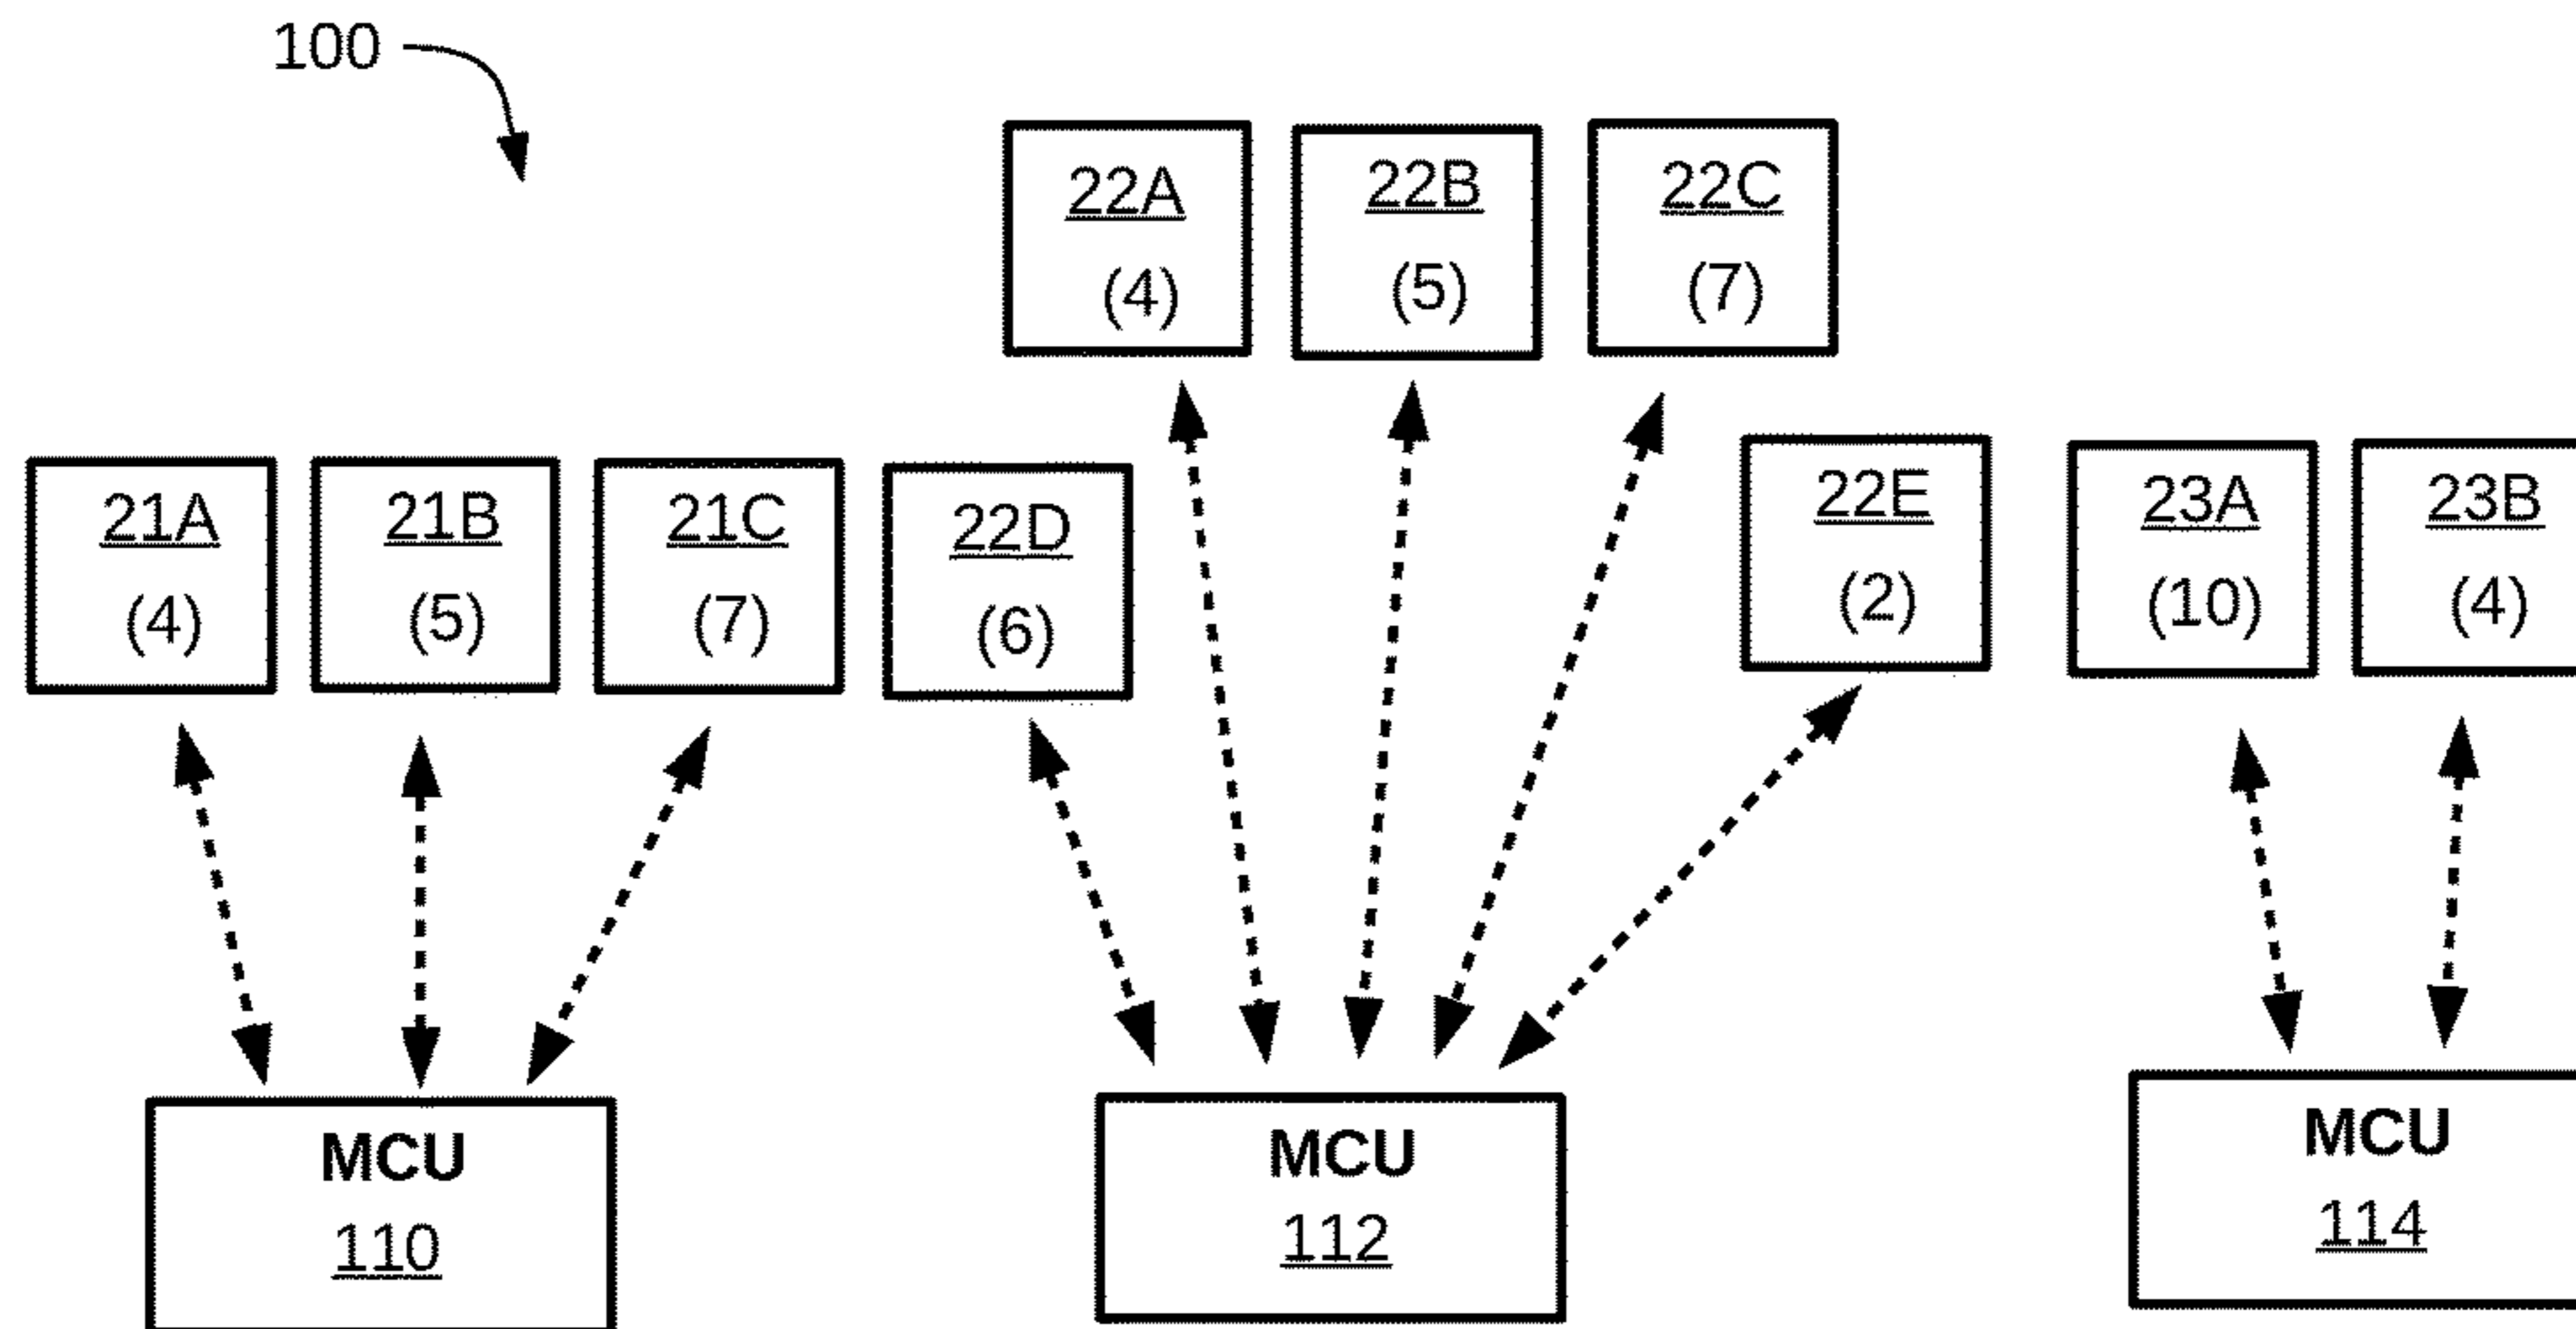 100
22A
(4)
22B
(5)
22C
(7)
21A
(4)
21B
(5)
21C
(7)
22D
(6)
22E
(2)
23A
(10)
23B
(4)
MCU
110
MCU
112
MCU
114